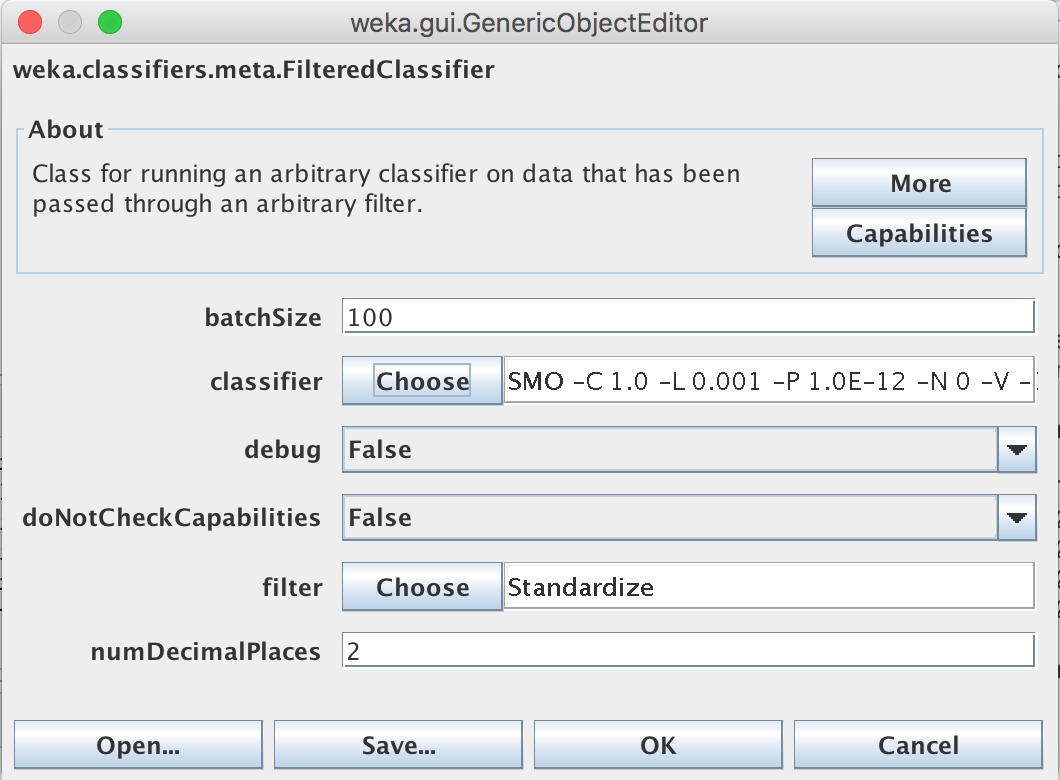 weka.gui.GenericObjectEditor
weka.classifiers.meta.FilteredClassifier
About
Class for running an arbitrary classifier on data that has been
passed through an arbitrary filter.
More
Capabilities
batchSize 100
classifier Choose SMO -C 1.0 -L 0.001 -P 1.0E-12 -N 0 -V -
debug False
doNotCheckCapabilities False
filter Choose Standardize
numDecimalPlaces 2
Open... Save... OK Cancel